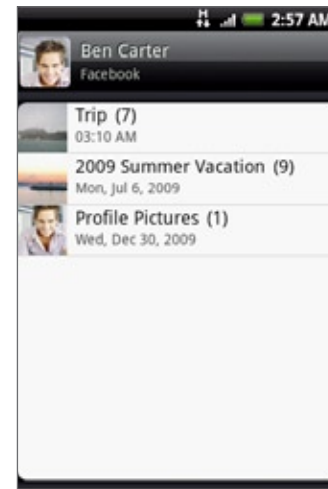 H
2:57 AM
Ben Carter
Facebook
Trip (7)
03:10 AM
2009 Summer Vacation (9)
Mon, Jul 6, 2009
Profile Pictures (1)
Wed, Dec 30, 2009